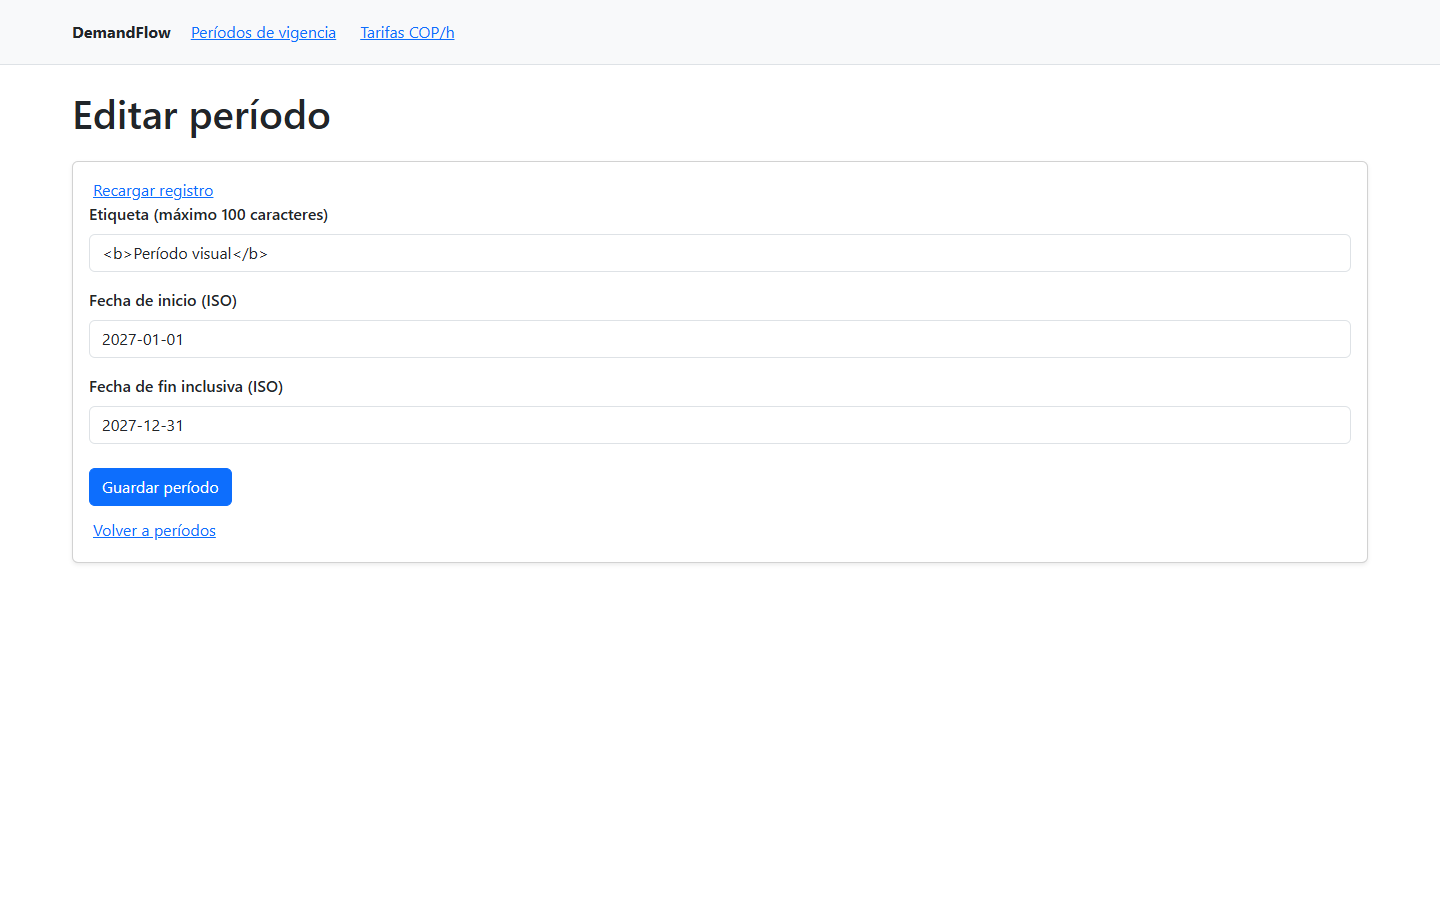 DemandFlow Períodos de vigencia Tarifas COP/h
Editar período
Recargar registro
Etiqueta (máximo 100 caracteres)
<b>Período visual</b>
Fecha de inicio (ISO)
2027-01-01
Fecha de fin inclusiva (ISO)
2027-12-31
Guardar período
Volver a períodos